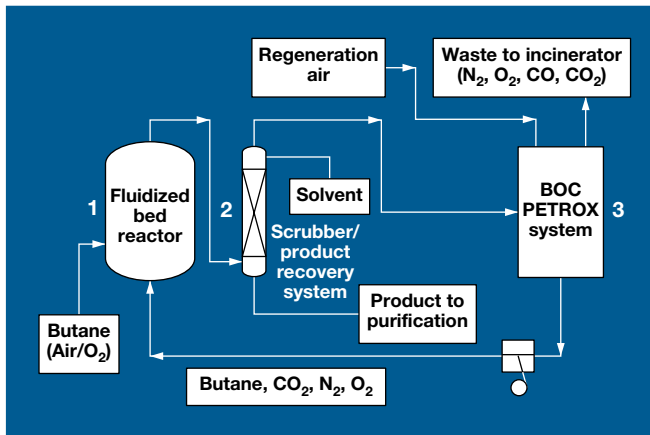 Regeneration
air
Waste to incinerator
(N₂, O₂, CO, CO₂)
1
Fluidized
bed
reactor
2
Solvent
Scrubber/
product
recovery
system
BOC
PETROX
system
3
Butane
(Air/O₂)
Product to
purification
Butane, CO₂, N₂, O₂